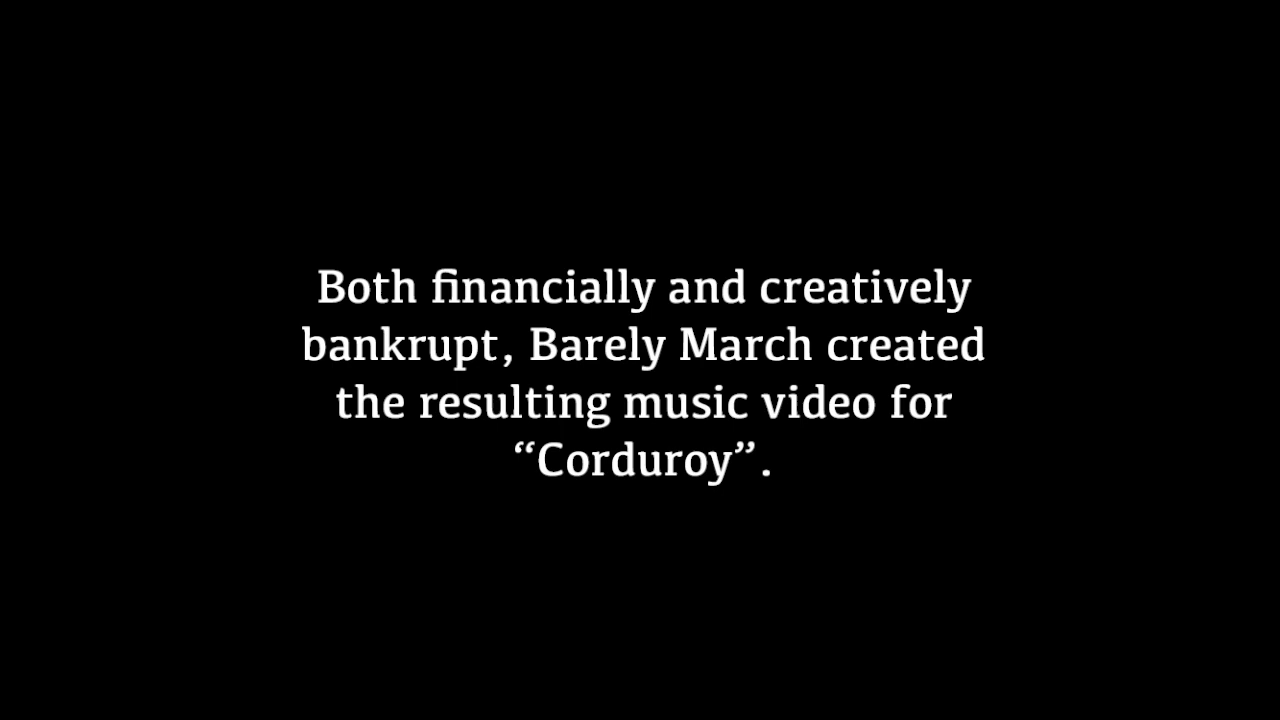 Both financially and creatively
bankrupt, Barely March created
the resulting music video for
“Corduroy”.